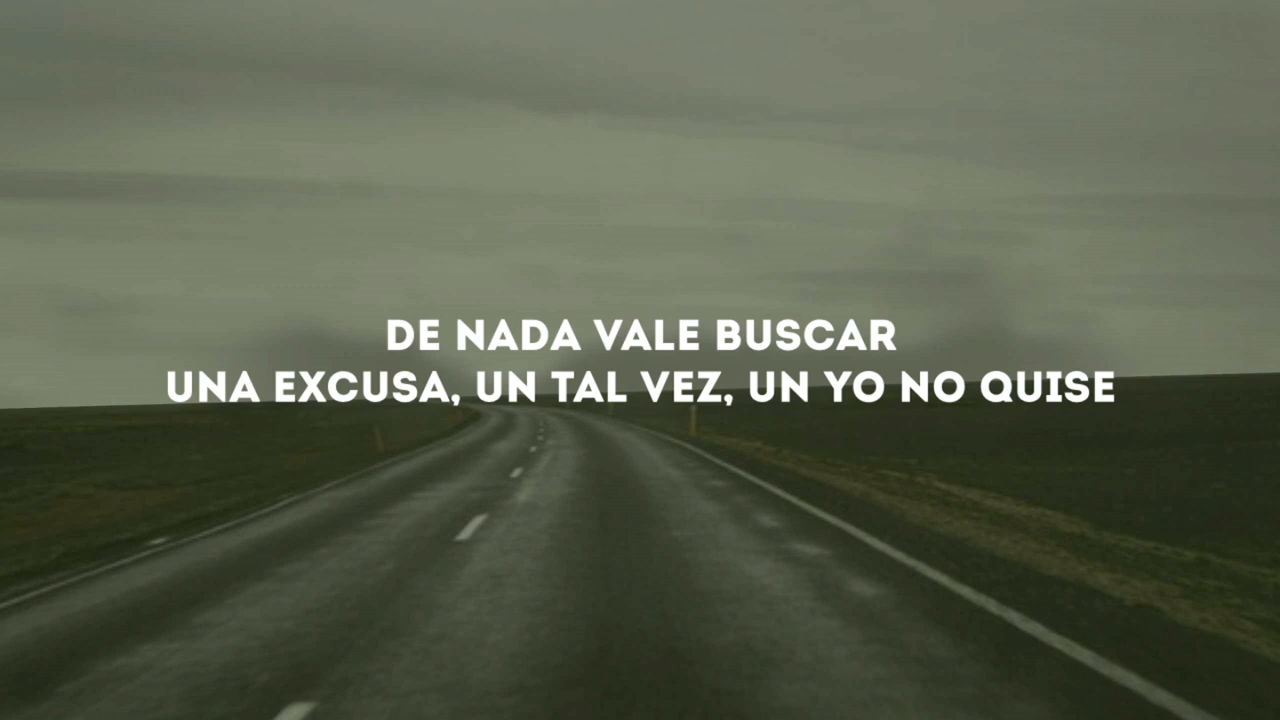 DE NADA VALE BUSCAR
UNA EXCUSA, UN TAL VEZ, UN YO NO QUISE